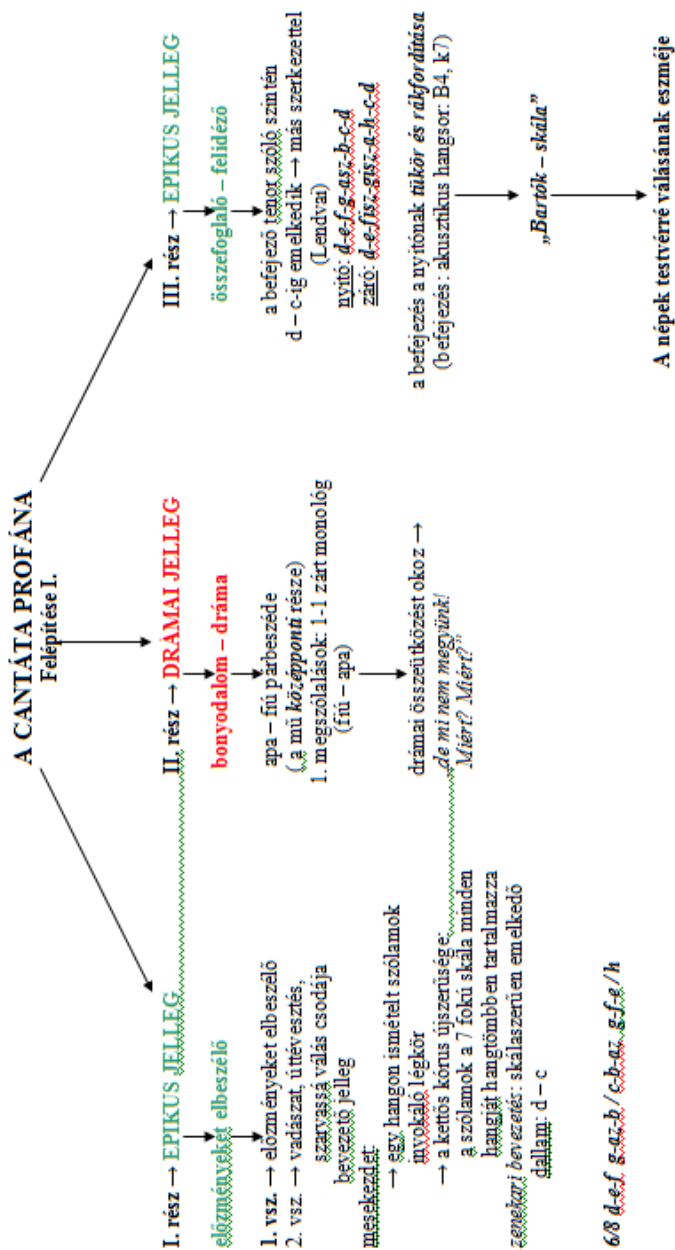 A CANTÁTA PROFÁNA
Felépítése I.
I. rész → EPIKUS JELLEG
előzményeket elbeszélő
1. vsz. → előzményeket elbeszélő
2. vsz. → vadászat, úttévesztés,
szarvassá válás csodája
bevezető jelleg
mesekezdet:
→ egy hangon ismételt szólamok
invokáló légkör
→ a kettős kórus újszerűsége:
a szólamok a 7 fokú skála minden
hangját hangtömbben tartalmazza
zenekari bevezetés: skálaszerűen emelkedő
dallam: d – c
6/8 d-e-f g-az-b / c-b-az g-f-e / h
II. rész → DRÁMAI JELLEG
bonyodalom – dráma
apa – fiú párbeszéde
( a mű középponti része)
1. megszólalások: 1-1 zárt monológ
(fiú – apa)
drámai összeütközést okoz →
„de mi nem megyünk!
Miért? Miért?”
III. rész → EPIKUS JELLEG
összefoglaló – felidéző
a befejező tenor szóló szintén
d – c-ig emelkedik → más szerkezettel
(Lendvai)
nyitó: d-e-f-g-asz-b-c-d
záró: d-e-fisz-gisz-a-h-c-d
a befejezés a nyitónak tükör és rákfordítása
(befejezés: akusztikus hangsor: B4, k7)
„Bartók – skála”
A népek testvérré válásának eszméje